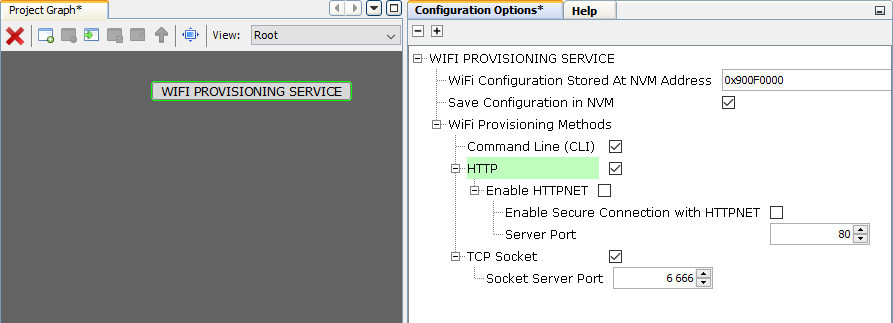 Project Graph*
View: Root
WIFI PROVISIONING SERVICE
Configuration Options* Help
WIFI PROVISIONING SERVICE
WiFi Configuration Stored At NVM Address 0x900F0000
Save Configuration in NVM
WiFi Provisioning Methods
Command Line (CLI)
HTTP
Enable HTTPNET
Enable Secure Connection with HTTPNET
Server Port 80
TCP Socket
Socket Server Port 6 666